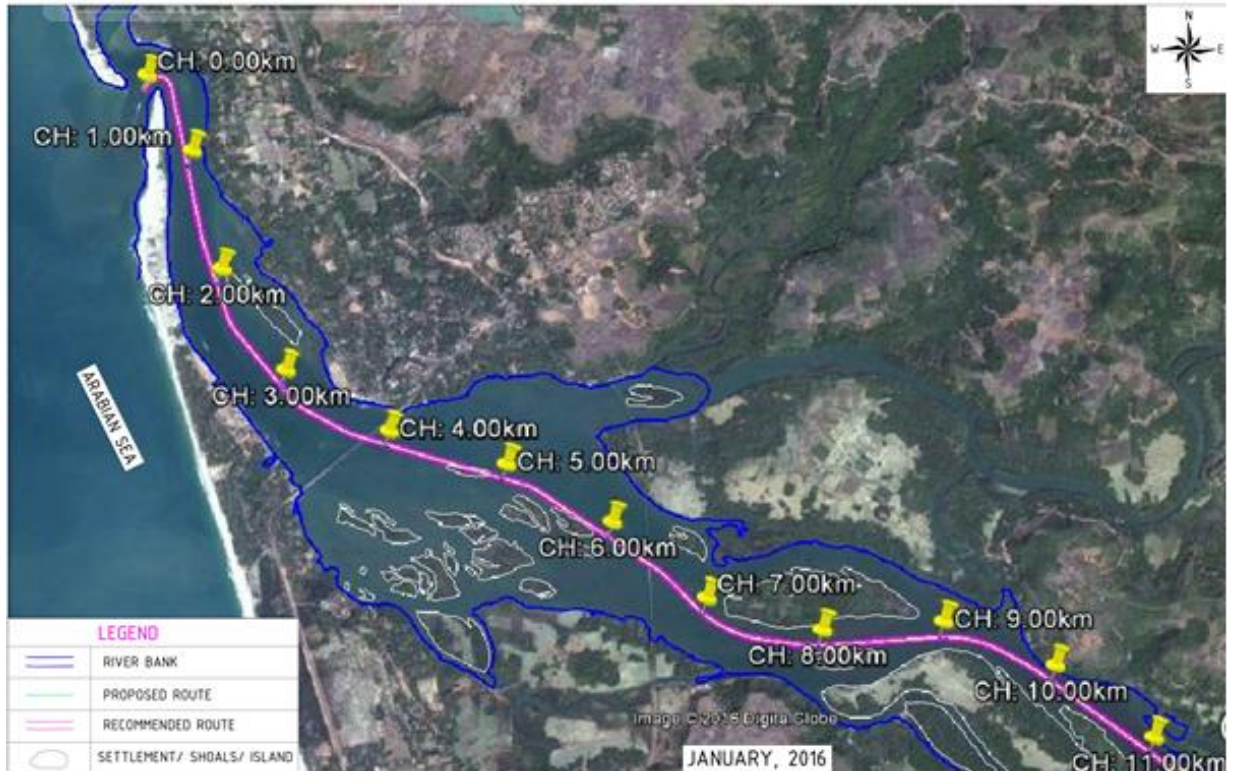 N
W E
S
CH: 0.00km
CH: 1.00km
CH: 2.00km
CH: 3.00km
CH: 4.00km
CH: 5.00km
CH: 6.00km
CH: 7.00km
CH: 8.00km
CH: 9.00km
CH: 10.00km
CH: 11.00km
ARABIAN SEA
LEGEND
RIVER BANK
PROPOSED ROUTE
RECOMMENDED ROUTE
SETTLEMENT/ SHOALS/ ISLAND
Image © 2016 Digital Globe
JANUARY, 2016